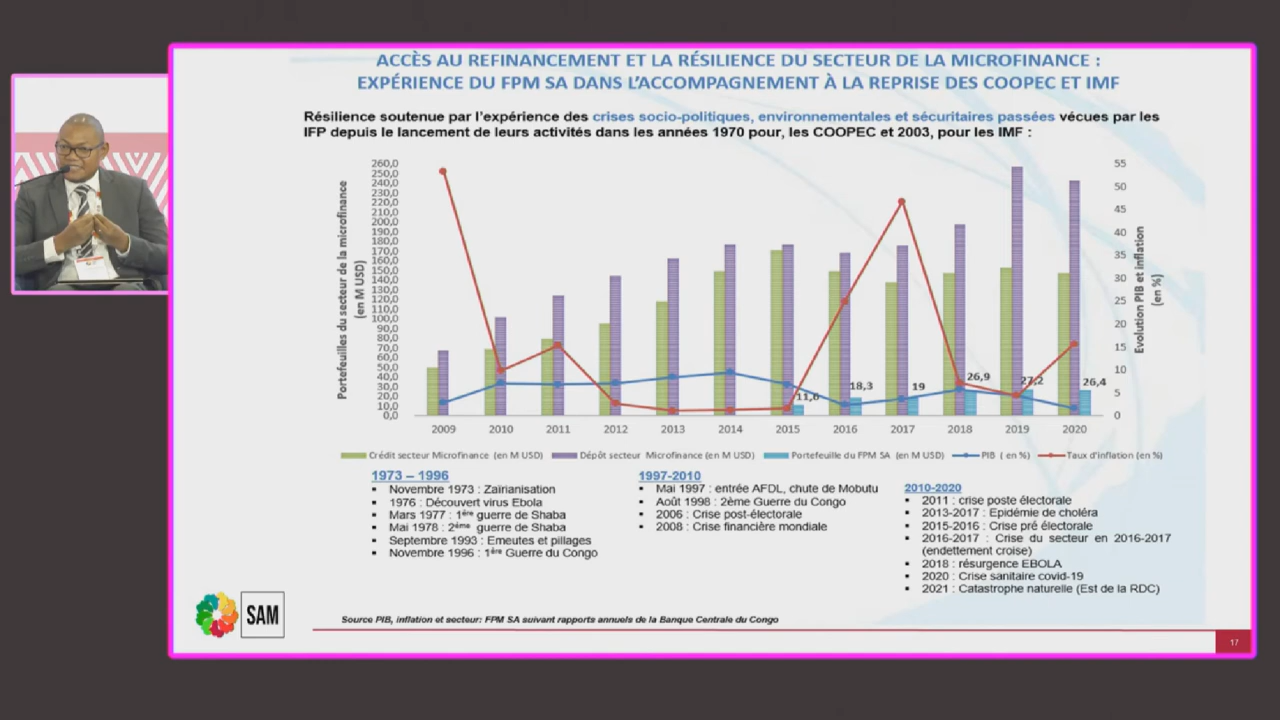 ACCÈS AU REFINANCEMENT ET LA RÉSILIENCE DU SECTEUR DE LA MICROFINANCE :
EXPÉRIENCE DU FPM SA DANS L'ACCOMPAGNEMENT À LA REPRISE DES COOPEC ET IMF
Résilience soutenue par l'expérience des crises socio-politiques, environnementales et sécuritaires passées vécues par les
IFP depuis le lancement de leurs activités dans les années 1970 pour, les COOPEC et 2003, pour les IMF :
Portefeuilles du secteur de la microfinance
(en M USD)
260,0
250,0
240,0
230,0
220,0
210,0
200,0
190,0
180,0
170,0
160,0
150,0
140,0
130,0
120,0
110,0
100,0
90,0
80,0
70,0
60,0
50,0
40,0
30,0
20,0
10,0
0,0
11,6
18,3
19
26,9
27,2
26,4
55
50
45
40
35
30
25
20
15
10
5
0
Evolution PIB et inflation
(en %)
2009 2010 2011 2012 2013 2014 2015 2016 2017 2018 2019 2020
Crédit secteur Microfinance (en M USD) Dépôt secteur Microfinance (en M USD) Portefeuille du FPM SA (en M USD) PIB ( en %) Taux d'inflation (en %)
1973 – 1996
▪ Novembre 1973 : Zaïrianisation
▪ 1976 : Découvert virus Ebola
▪ Mars 1977 : 1ère guerre de Shaba
▪ Mai 1978 : 2ème guerre de Shaba
▪ Septembre 1993 : Emeutes et pillages
▪ Novembre 1996 : 1ère Guerre du Congo
1997-2010
▪ Mai 1997 : entrée AFDL, chute de Mobutu
▪ Août 1998 : 2ème Guerre du Congo
▪ 2006 : Crise post-électorale
▪ 2008 : Crise financière mondiale
2010-2020
▪ 2011 : crise poste électorale
▪ 2013-2017 : Epidémie de choléra
▪ 2015-2016 : Crise pré électorale
▪ 2016-2017 : Crise du secteur en 2016-2017
(endettement croise)
▪ 2018 : résurgence EBOLA
▪ 2020 : Crise sanitaire covid-19
▪ 2021 : Catastrophe naturelle (Est de la RDC)
SAM
Source PIB, inflation et secteur: FPM SA suivant rapports annuels de la Banque Centrale du Congo
17